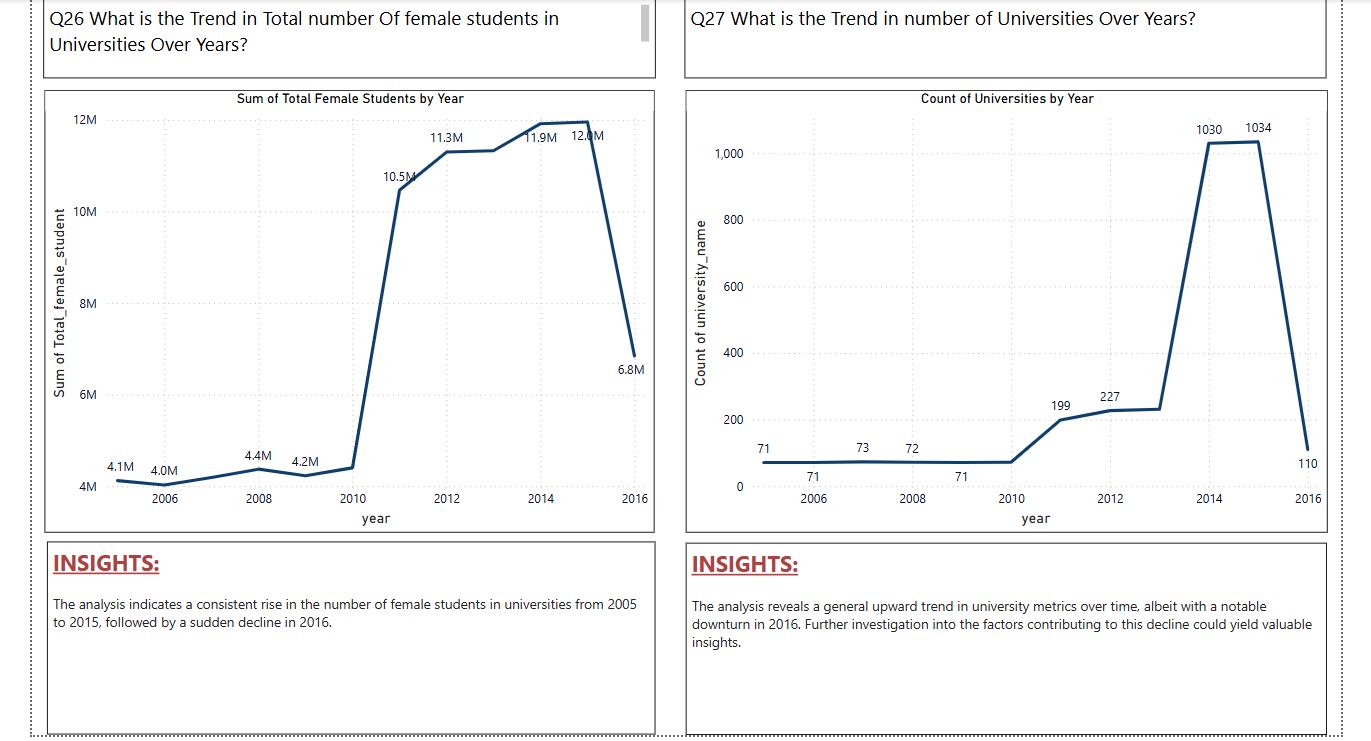 Q26 What is the Trend in Total number Of female students in
Universities Over Years?
Q27 What is the Trend in number of Universities Over Years?
Sum of Total Female Students by Year
Sum of Total_female_student
12M
10M
8M
6M
4M
4.1M
4.0M
4.4M
4.2M
10.5M
11.3M
11.9M
12.0M
6.8M
2006
2008
2010
2012
2014
2016
year
Count of Universities by Year
Count of university_name
1,000
800
600
400
200
0
71
71
73
72
71
199
227
1030
1034
110
2006
2008
2010
2012
2014
2016
year
INSIGHTS:
The analysis indicates a consistent rise in the number of female students in universities from 2005
to 2015, followed by a sudden decline in 2016.
INSIGHTS:
The analysis reveals a general upward trend in university metrics over time, albeit with a notable
downturn in 2016. Further investigation into the factors contributing to this decline could yield valuable
insights.